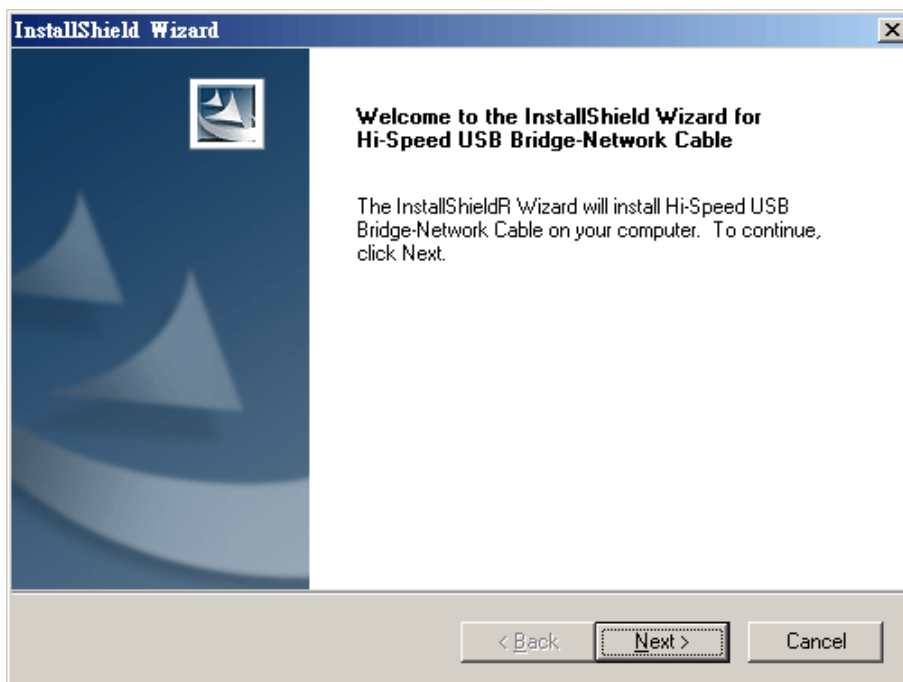 InstallShield Wizard
Welcome to the InstallShield Wizard for
Hi-Speed USB Bridge-Network Cable
The InstallShieldR Wizard will install Hi-Speed USB
Bridge-Network Cable on your computer. To continue,
click Next.
< Back
Next >
Cancel